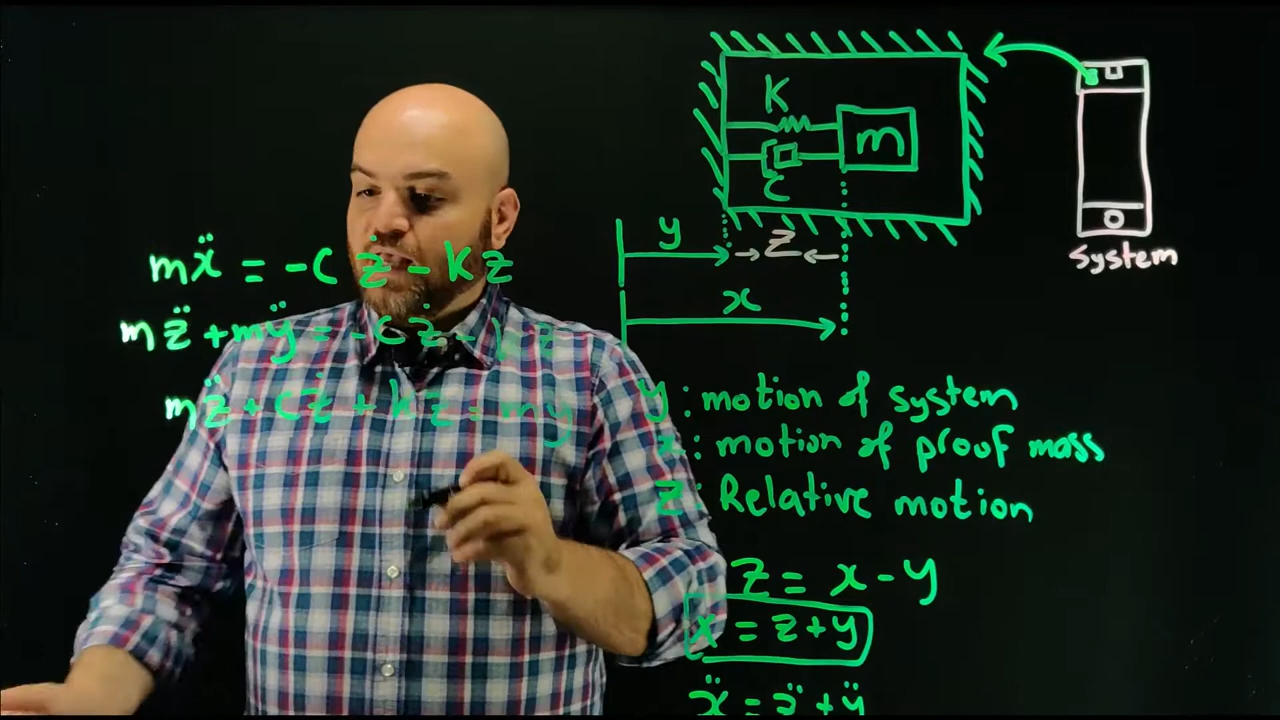 K
m
C
y
z
x
System
mẍ = -cż - kz
mz̈ + mÿ = -cż - kz
mz̈ + cż + kz = mÿ
y: motion of system
x: motion of proof mass
z: Relative motion
z = x - y
x = z + y
ẍ = z̈ + ÿ